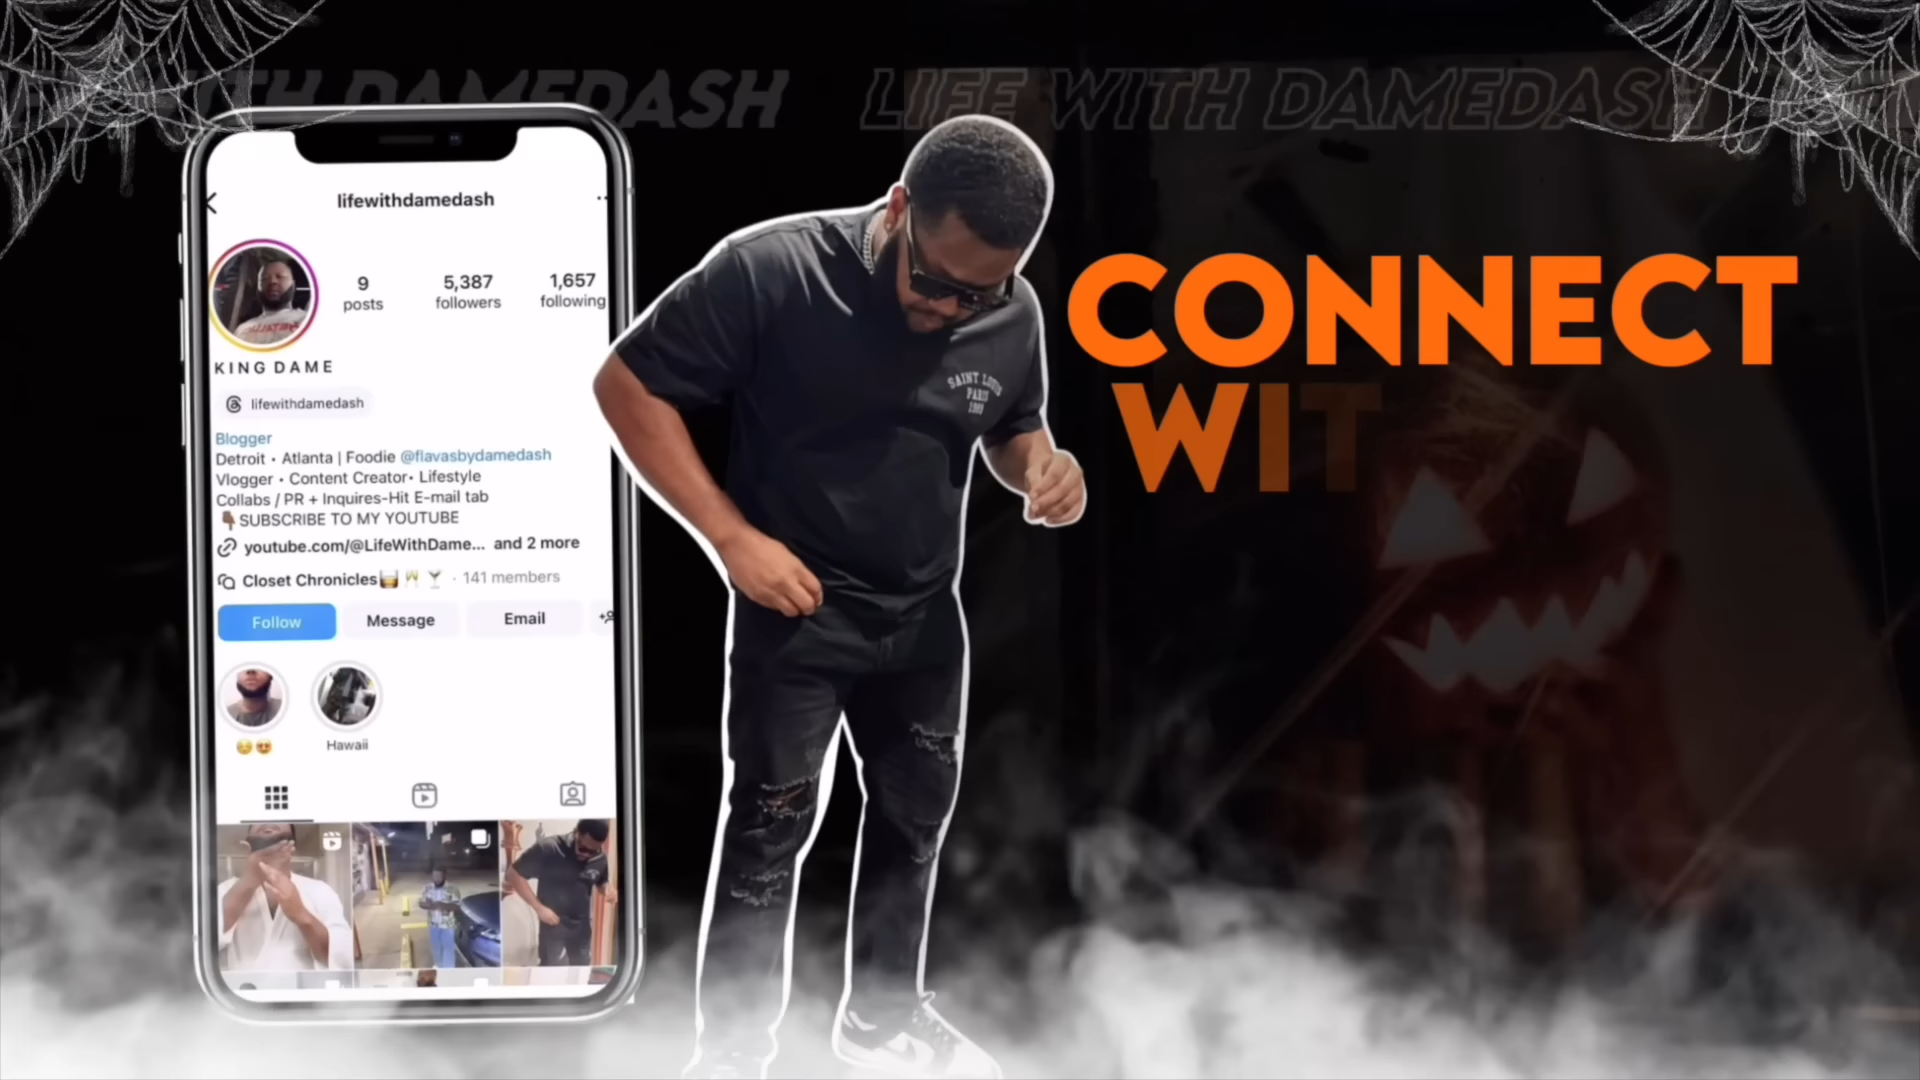 WITH DAMEDASH LIFE WITH DAMEDASH
lifewithdamedash
9 5,387 1,657
posts followers following
KING DAME
lifewithdamedash
Blogger
Detroit • Atlanta | Foodie @flavasbydamedash
Vlogger • Content Creator• Lifestyle
Collabs / PR + Inquires-Hit E-mail tab
👇🏾SUBSCRIBE TO MY YOUTUBE
youtube.com/@LifeWithDame... and 2 more
Closet Chronicles🥃🥂🍸 · 141 members
Follow Message Email
Hawaii
SAINT LOUIS
PARIS
CONNECT
WIT